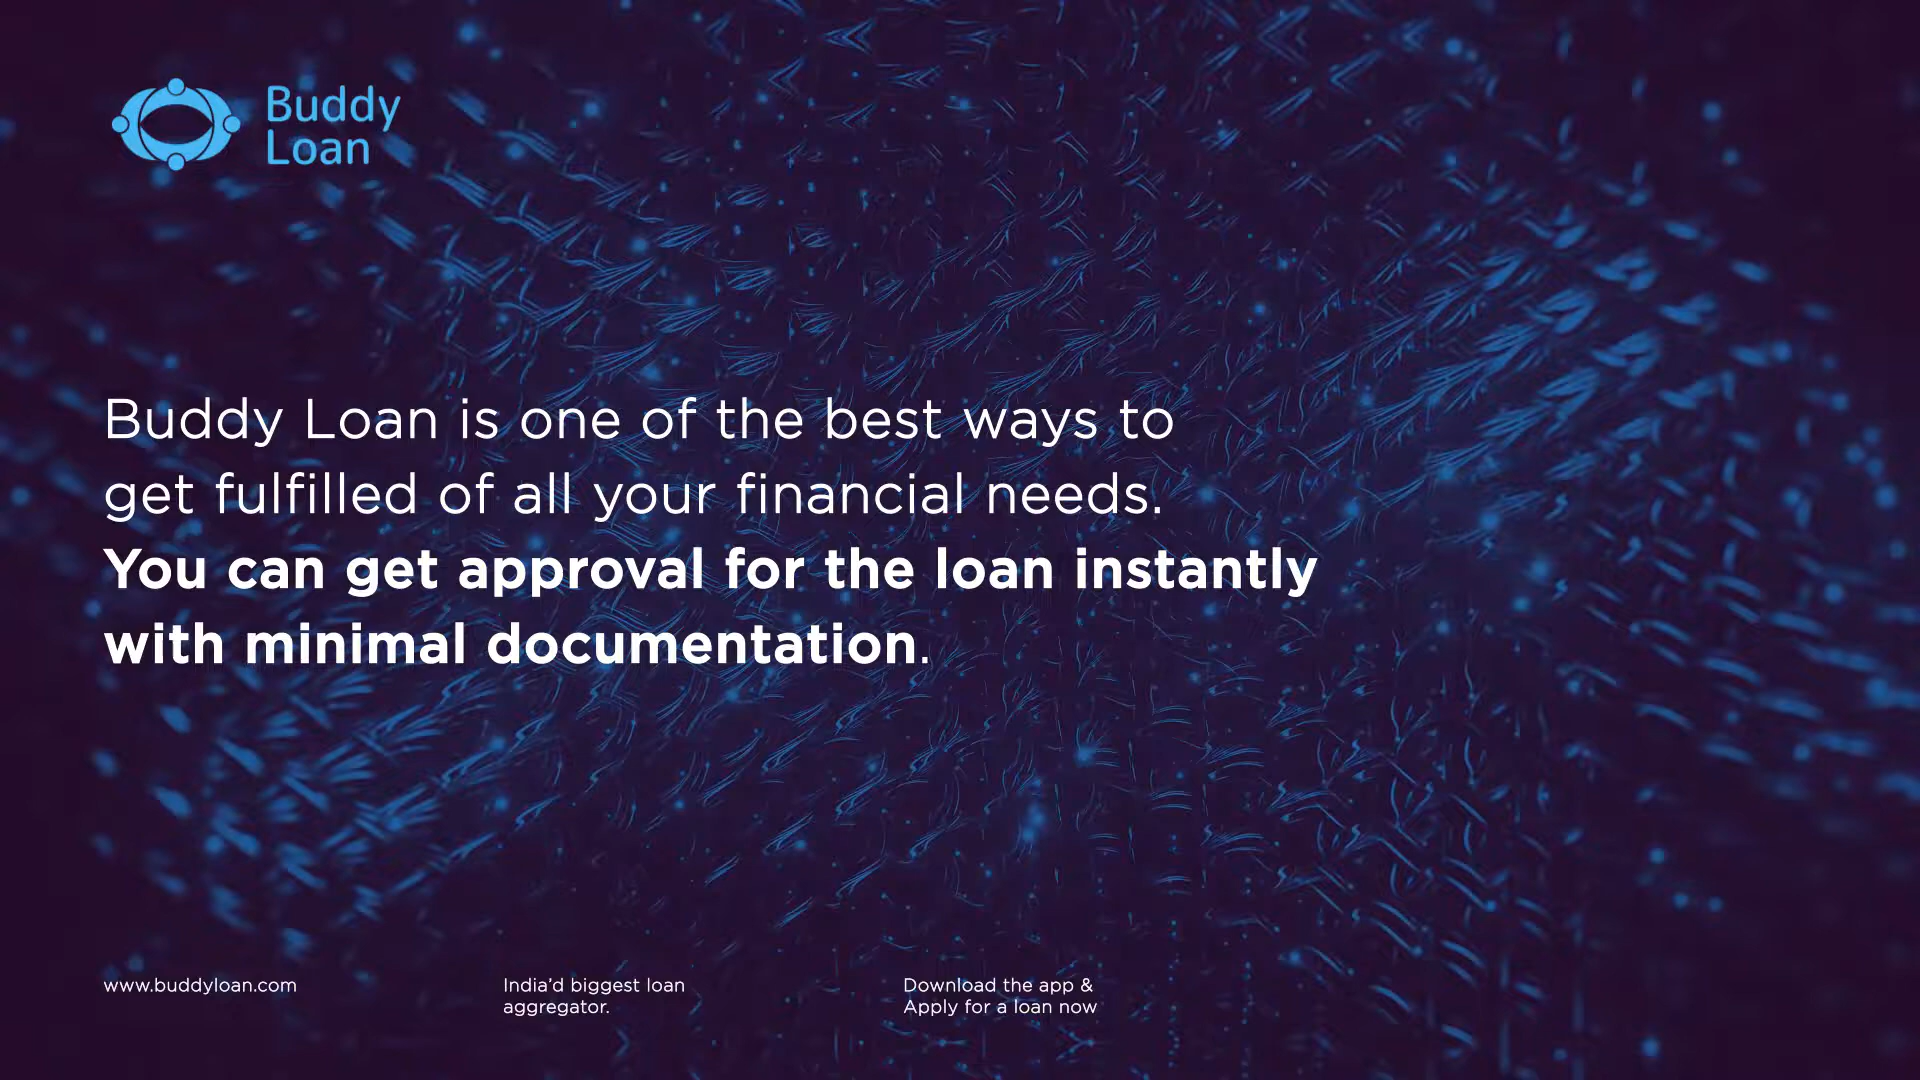 Buddy
Loan
Buddy Loan is one of the best ways to
get fulfilled of all your financial needs.
You can get approval for the loan instantly
with minimal documentation.
www.buddyloan.com
India'd biggest loan
aggregator.
Download the app &
Apply for a loan now